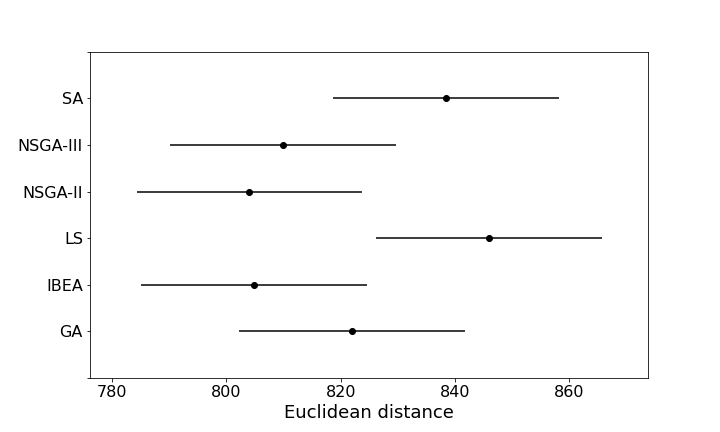 SA
NSGA-III
NSGA-II
LS
IBEA
GA
780 800 820 840 860
Euclidean distance